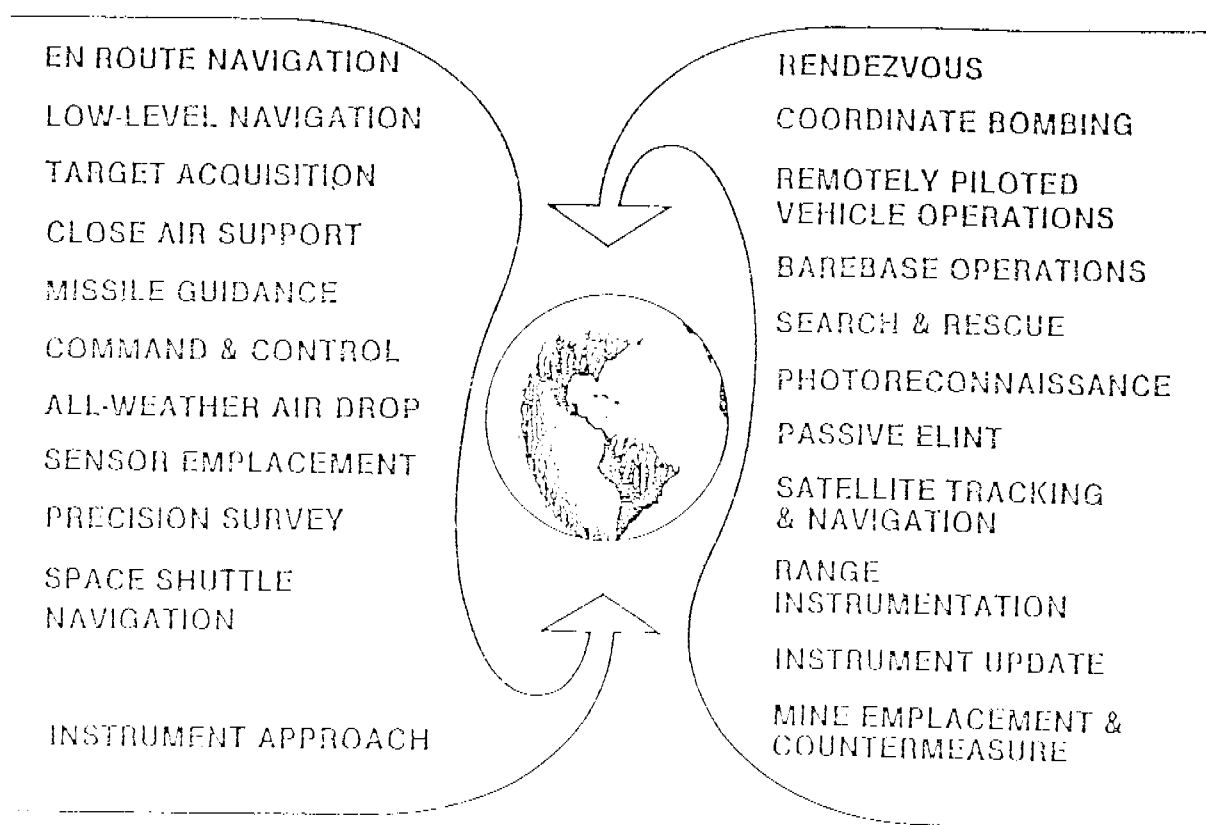 EN ROUTE NAVIGATION
LOW-LEVEL NAVIGATION
TARGET ACQUISITION
CLOSE AIR SUPPORT
MISSILE GUIDANCE
COMMAND & CONTROL
ALL-WEATHER AIR DROP
SENSOR EMPLACEMENT
PRECISION SURVEY
SPACE SHUTTLE
NAVIGATION
INSTRUMENT APPROACH
RENDEZVOUS
COORDINATE BOMBING
REMOTELY PILOTED
VEHICLE OPERATIONS
BAREBASE OPERATIONS
SEARCH & RESCUE
PHOTORECONNAISSANCE
PASSIVE ELINT
SATELLITE TRACKING
& NAVIGATION
RANGE
INSTRUMENTATION
INSTRUMENT UPDATE
MINE EMPLACEMENT &
COUNTERMEASURE